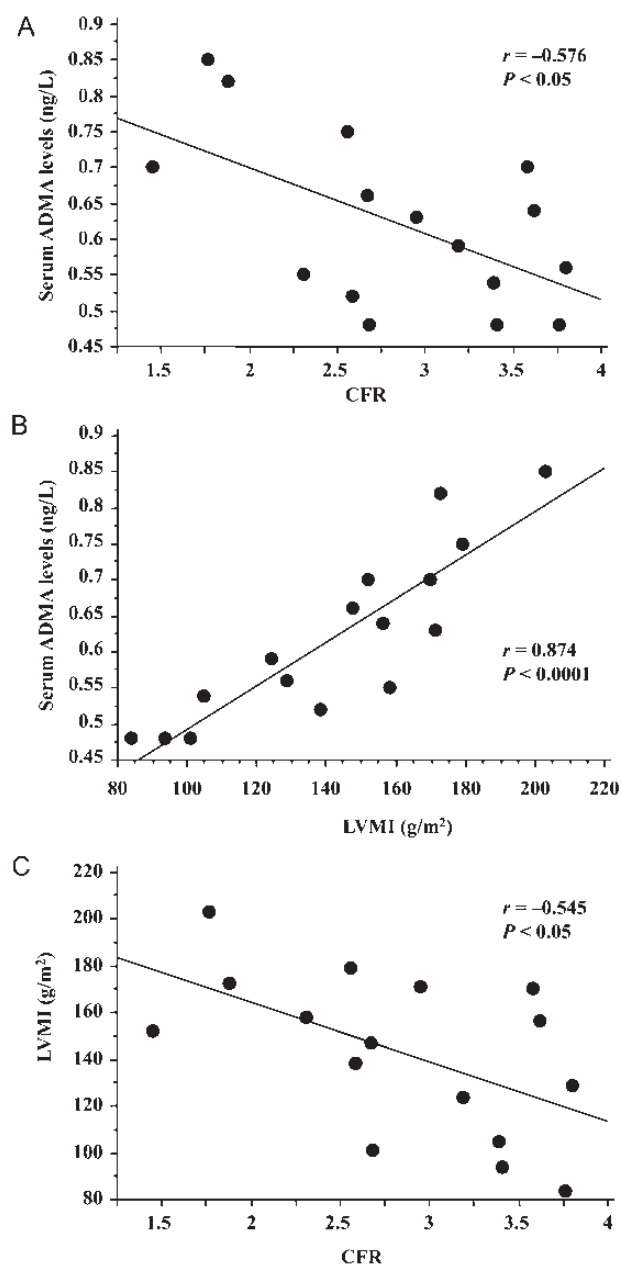 A
0.9
0.85
0.8
0.75
0.7
0.65
0.6
0.55
0.5
0.45
Serum ADMA levels (ng/L)
r = –0.576
P < 0.05
1.5 2 2.5 3 3.5 4
CFR
B
0.9
0.8
0.7
0.65
0.6
0.55
0.5
0.45
0.85
Serum ADMA levels (ng/L)
r = 0.874
P < 0.0001
80 100 120 140 160 180 200 220
LVMI (g/m²)
C
220
200
180
160
140
120
100
80
LVMI (g/m²)
r = –0.545
P < 0.05
1.5 2 2.5 3 3.5 4
CFR